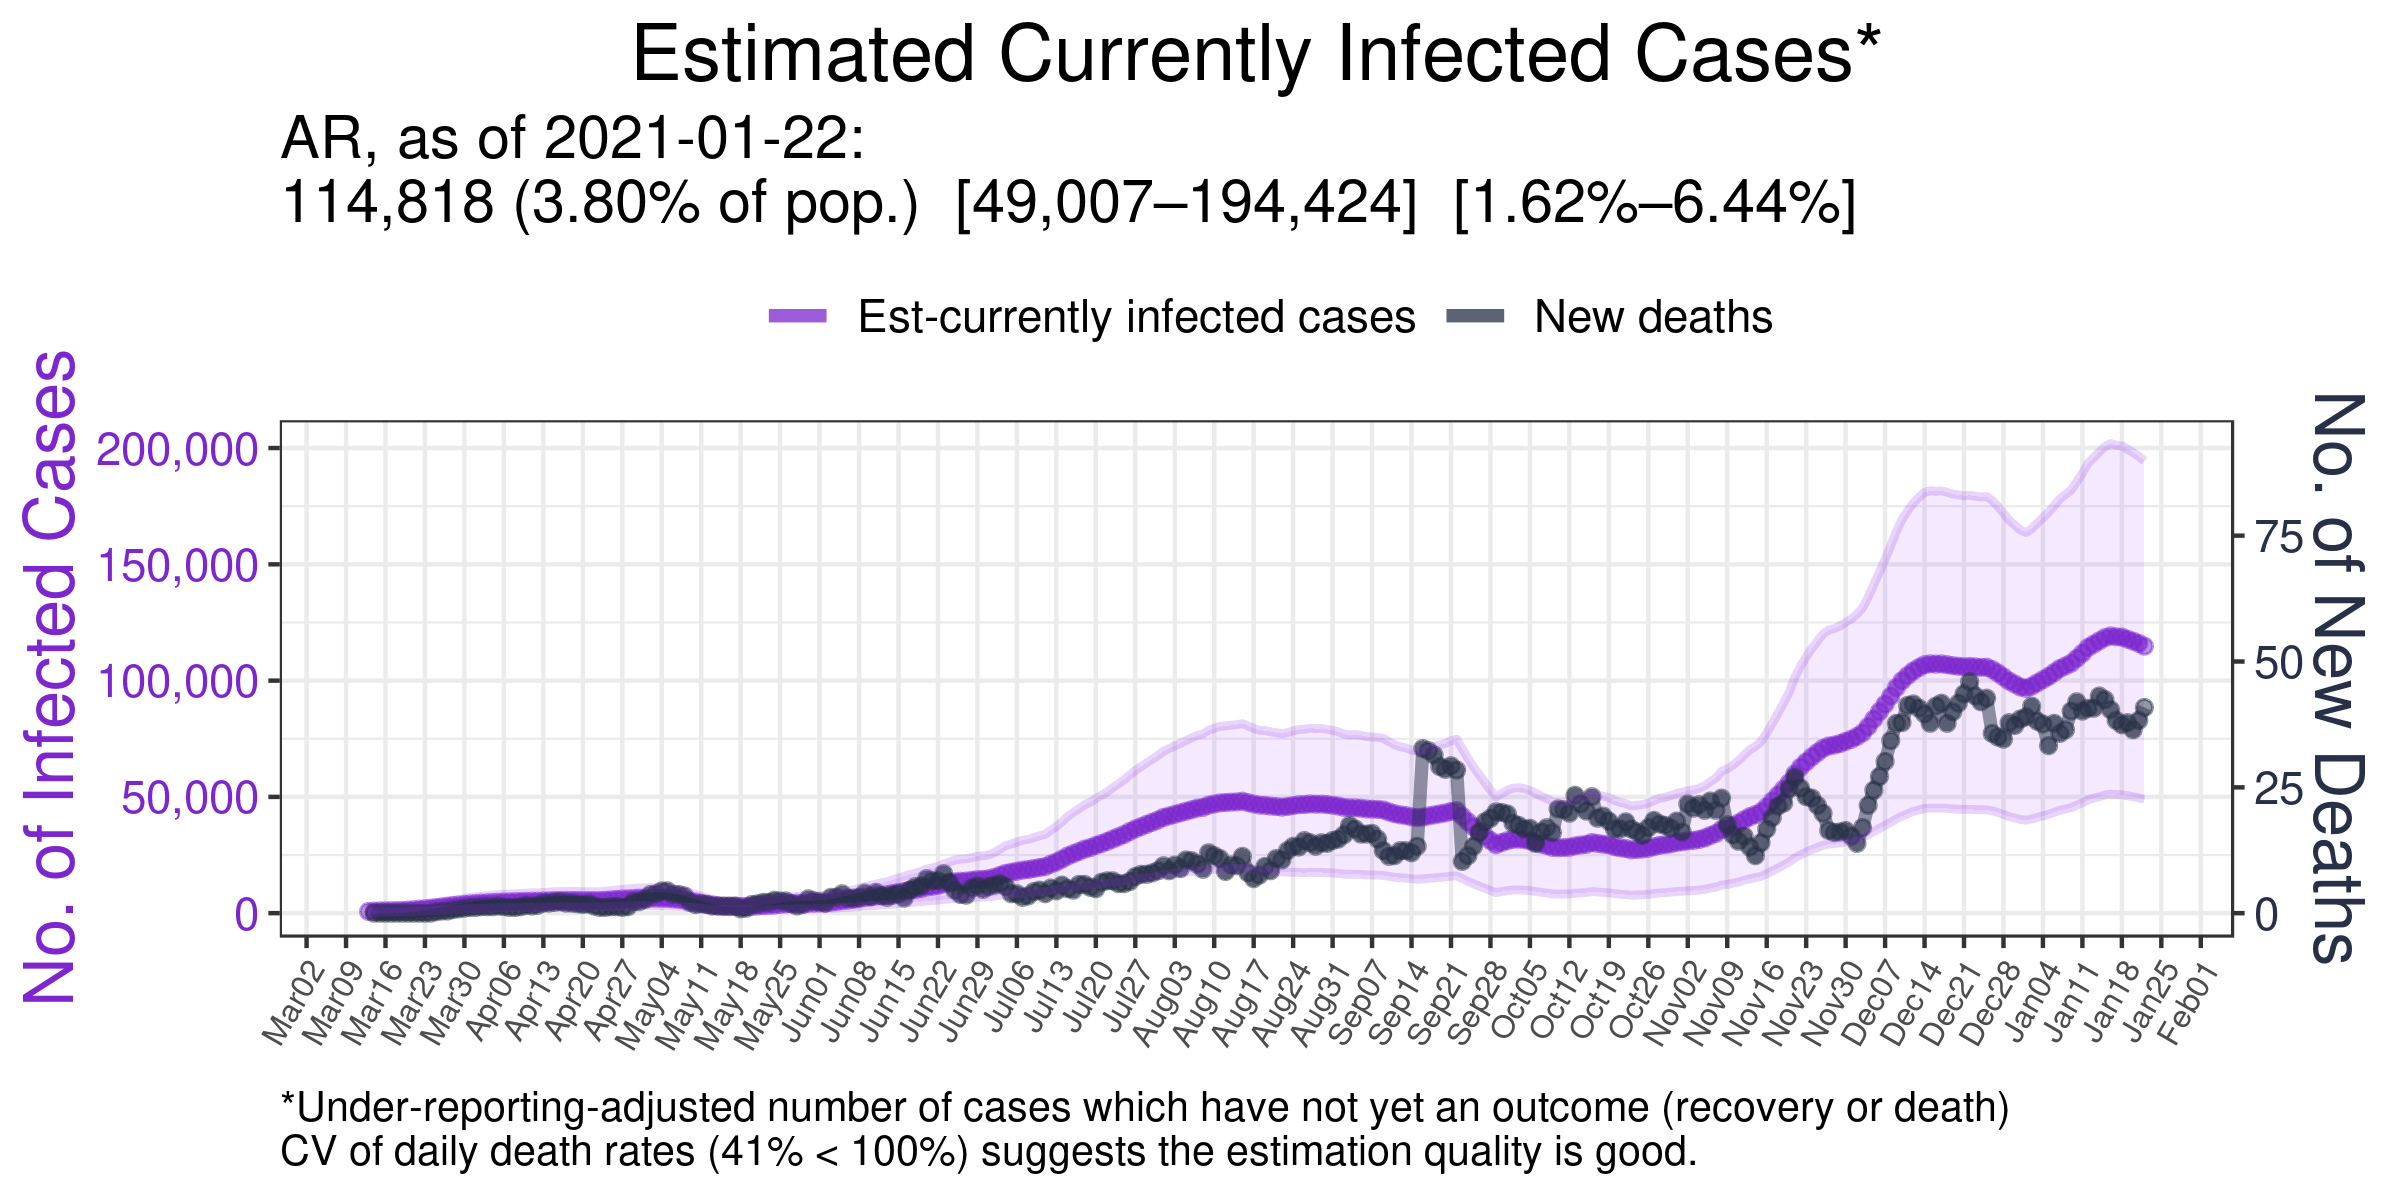 Estimated Currently Infected Cases*
AR, as of 2021-01-22:
114,818 (3.80% of pop.)  [49,007–194,424]  [1.62%–6.44%]
Est-currently infected cases
New deaths
No. of Infected Cases
200,000
150,000
100,000
50,000
0
75
50
25
0
No. of New Deaths
Mar02
Mar09
Mar16
Mar23
Mar30
Apr06
Apr13
Apr20
Apr27
May04
May11
May18
May25
Jun01
Jun08
Jun15
Jun22
Jun29
Jul06
Jul13
Jul20
Jul27
Aug03
Aug10
Aug17
Aug24
Aug31
Sep07
Sep14
Sep21
Sep28
Oct05
Oct12
Oct19
Oct26
Nov02
Nov09
Nov16
Nov23
Nov30
Dec07
Dec14
Dec21
Dec28
Jan04
Jan11
Jan18
Jan25
Feb01
*Under-reporting-adjusted number of cases which have not yet an outcome (recovery or death)
CV of daily death rates (41% < 100%) suggests the estimation quality is good.